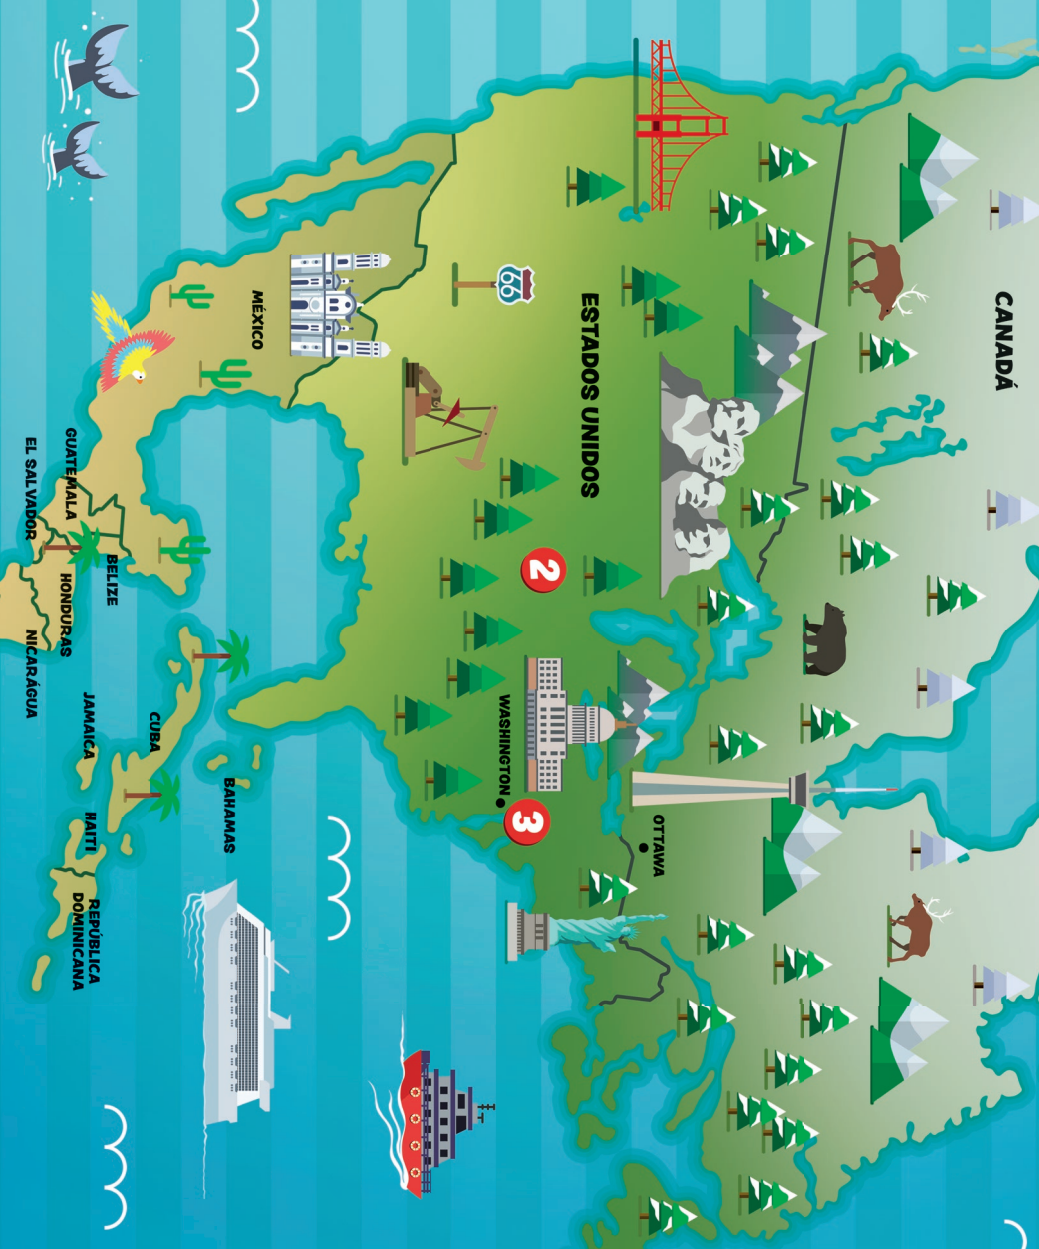 CANADÁ
OTTAWA
ESTADOS UNIDOS
66
2
3
WASHINGTON
MÉXICO
BAHAMAS
CUBA
BELIZE
GUATEMALA
HONDURAS
EL SALVADOR
NICARÁGUA
JAMAICA
HAITI
REPÚBLICA
DOMINICANA